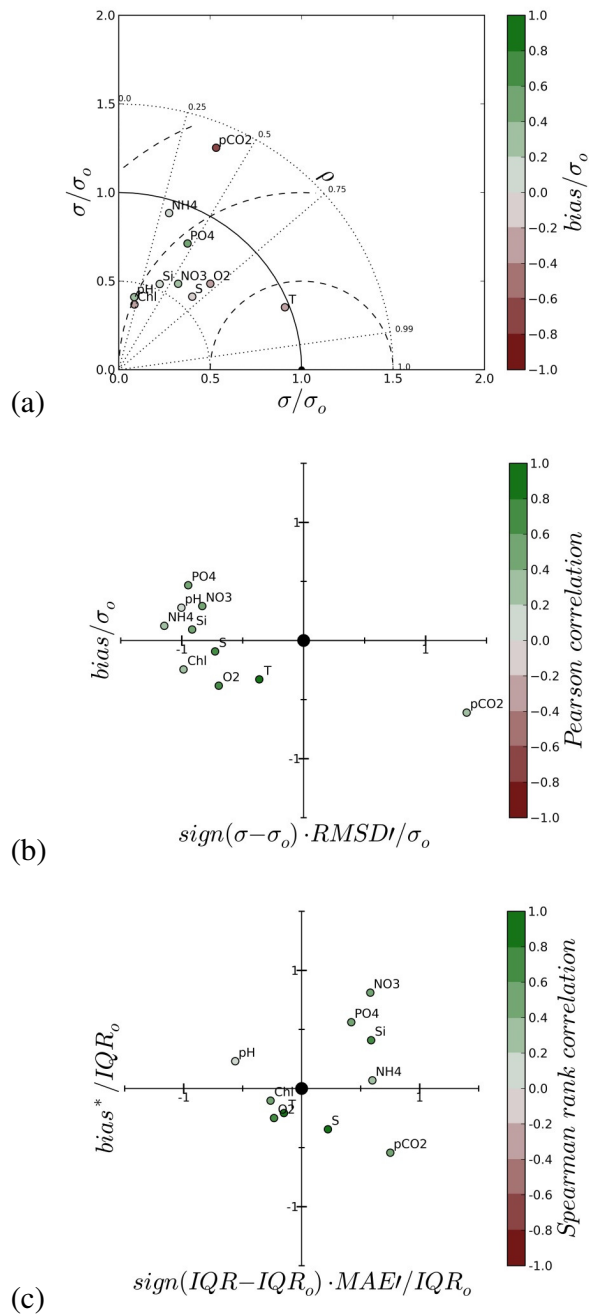 2.0
1.5
1.0
0.5
0.0
σ/σₒ
0.0
0.25
0.5
ρ
0.75
0.99
1.0
pCO2
NH4
PO4
Si
NO3
O2
S
pH
Chl
T
0.0
0.5
1.0
1.5
2.0
σ/σₒ
1.0
0.8
0.6
0.4
0.2
0.0
−0.2
−0.4
−0.6
−0.8
−1.0
bias/σₒ
(a)
1
-1
-1
1
bias/σₒ
PO4
pH
NO3
NH4
Si
S
Chl
O2
T
pCO2
sign(σ−σₒ)·RMSD′/σₒ
1.0
0.8
0.6
0.4
0.2
0.0
−0.2
−0.4
−0.6
−0.8
−1.0
Pearson correlation
(b)
1
-1
-1
1
bias*/IQRₒ
NO3
PO4
Si
pH
NH4
Chl
O2
T
S
pCO2
sign(IQR−IQRₒ)·MAE′/IQRₒ
1.0
0.8
0.6
0.4
0.2
0.0
−0.2
−0.4
−0.6
−0.8
−1.0
Spearman rank correlation
(c)